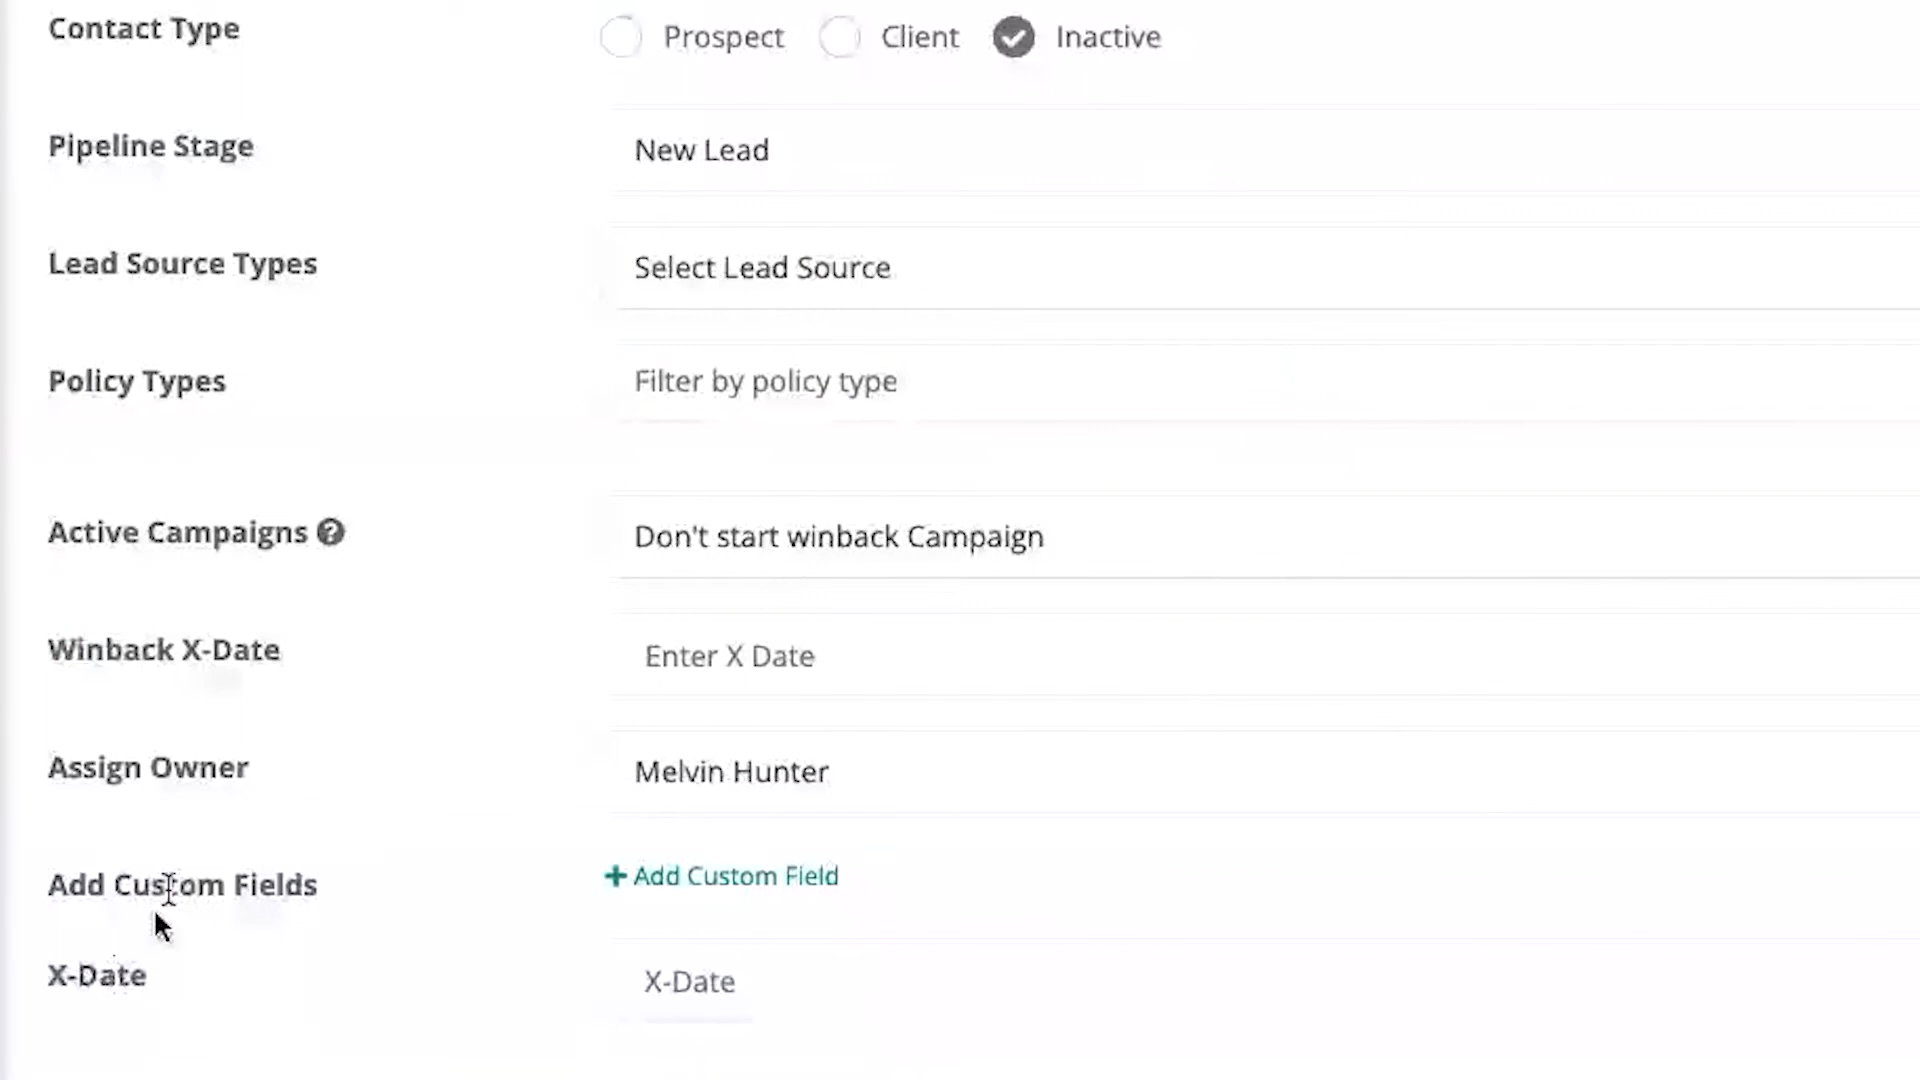 Contact Type Prospect Client Inactive
Pipeline Stage New Lead
Lead Source Types Select Lead Source
Policy Types Filter by policy type
Active Campaigns ? Don't start winback Campaign
Winback X-Date Enter X Date
Assign Owner Melvin Hunter
Add Custom Fields + Add Custom Field
X-Date X-Date